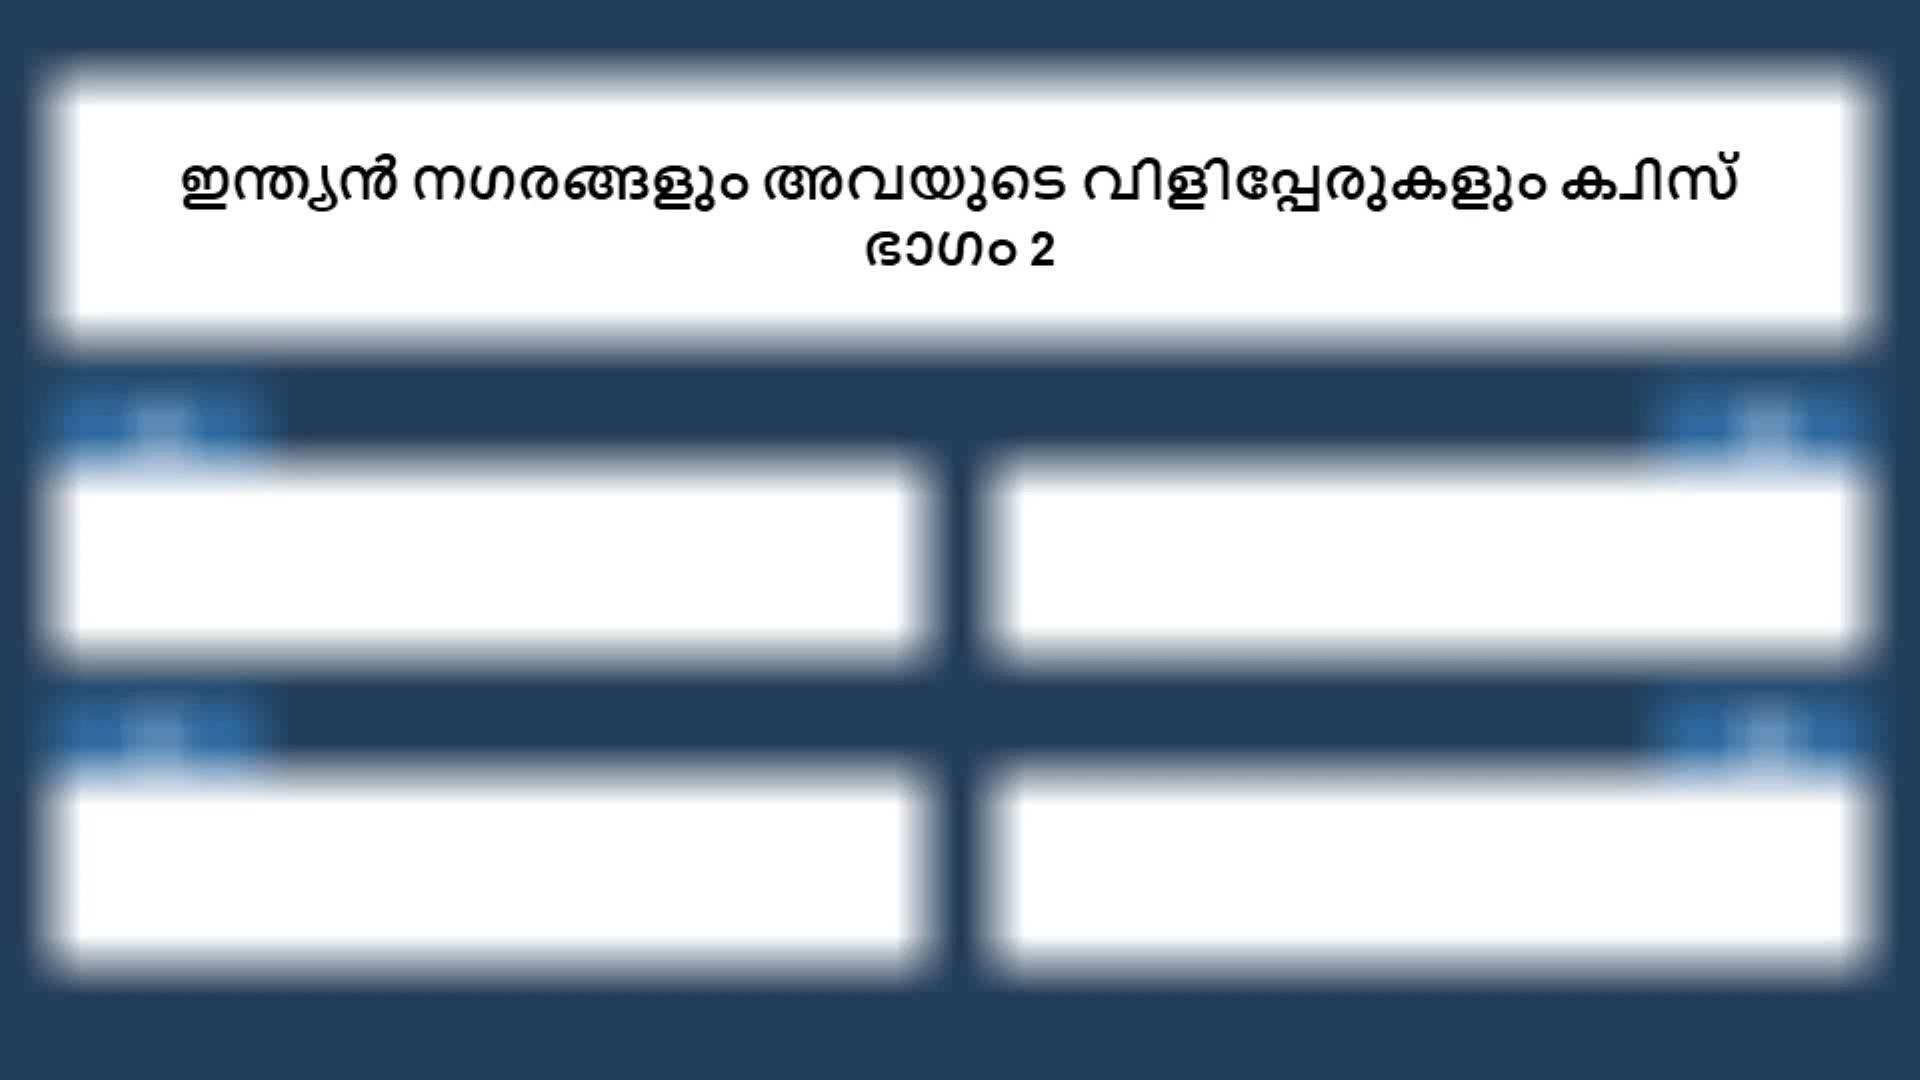 ഇന്ത്യൻ നഗരങ്ങളും അവയുടെ വിളിപ്പേരുകളും ക്വിസ്
ഭാഗം 2